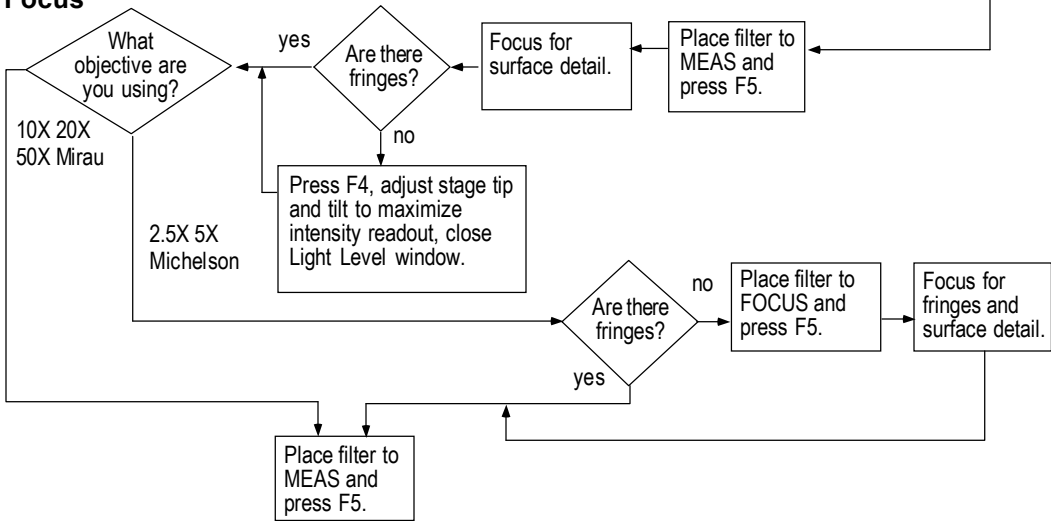 Focus
What
objective are
you using?
yes
Are there
fringes?
Focus for
surface detail.
Place filter to
MEAS and
press F5.
10X 20X
50X Mirau
no
Press F4, adjust stage tip
and tilt to maximize
intensity readout, close
Light Level window.
2.5X 5X
Michelson
Are there
fringes?
no
Place filter to
FOCUS and
press F5.
Focus for
fringes and
surface detail.
yes
Place filter to
MEAS and
press F5.